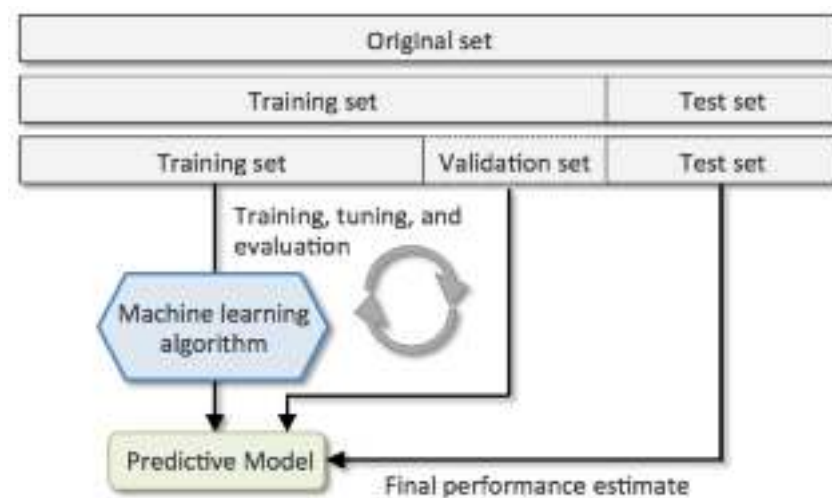 Original set
Training set
Test set
Training set
Validation set
Test set
Training, tuning, and
evaluation
Machine learning
algorithm
Predictive Model
Final performance estimate